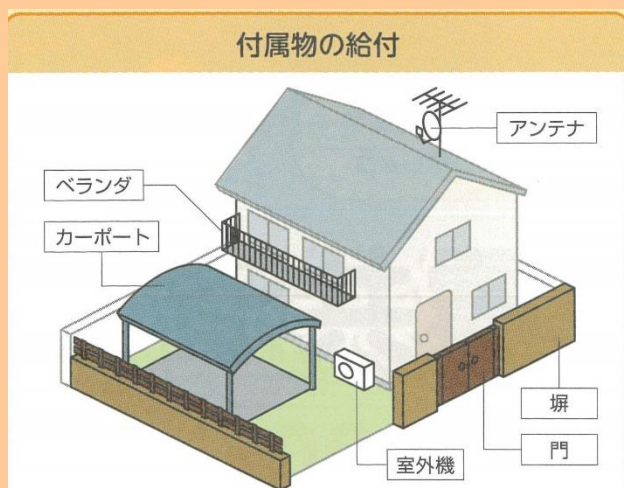 付属物の給付
アンテナ
ベランダ
カーポート
塀
門
室外機